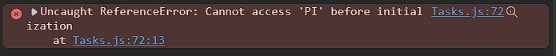 Uncaught ReferenceError: Cannot access 'PI' before initial Tasks.js:72
ization
at Tasks.js:72:13